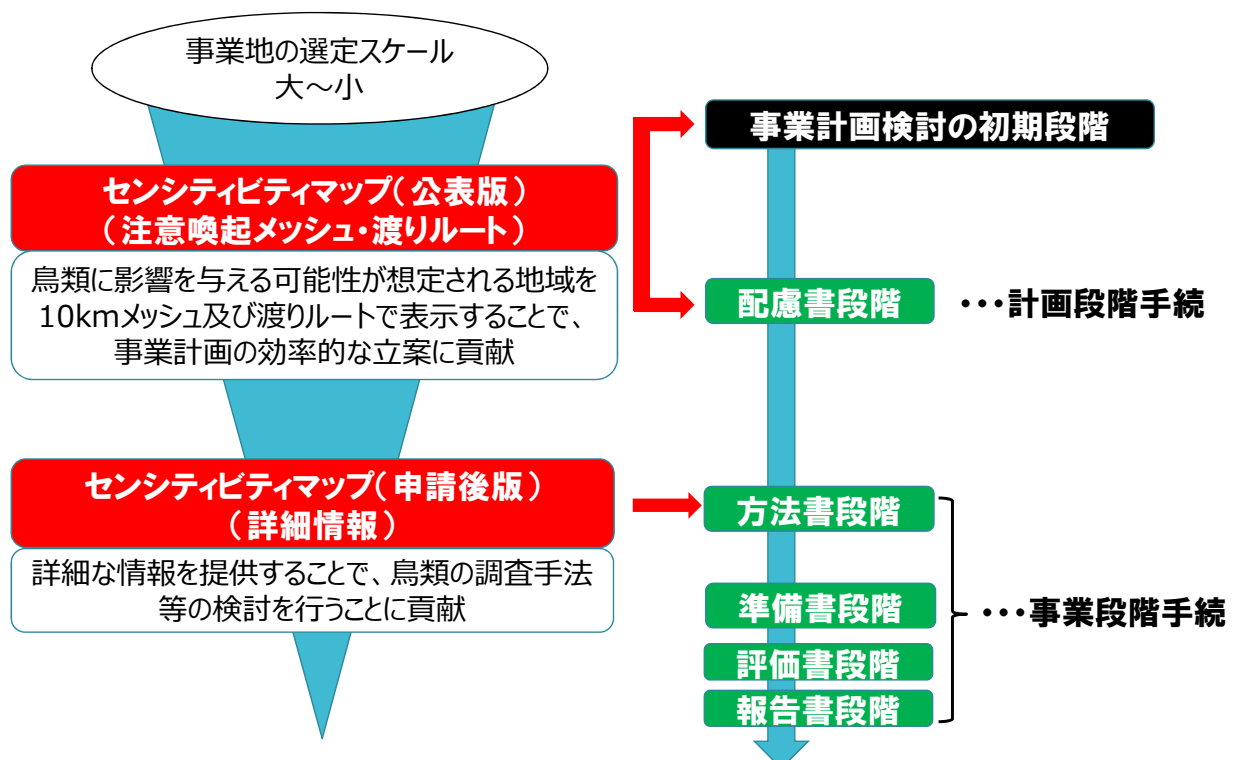 事業地の選定スケール
大～小
センシティビティマップ（公表版）
（注意喚起メッシュ・渡りルート）
鳥類に影響を与える可能性が想定される地域を
10kmメッシュ及び渡りルートで表示することで、
事業計画の効率的な立案に貢献
センシティビティマップ（申請後版）
（詳細情報）
詳細な情報を提供することで、鳥類の調査手法
等の検討を行うことに貢献
事業計画検討の初期段階
配慮書段階
・・・計画段階手続
方法書段階
準備書段階
評価書段階
報告書段階
・・・事業段階手続